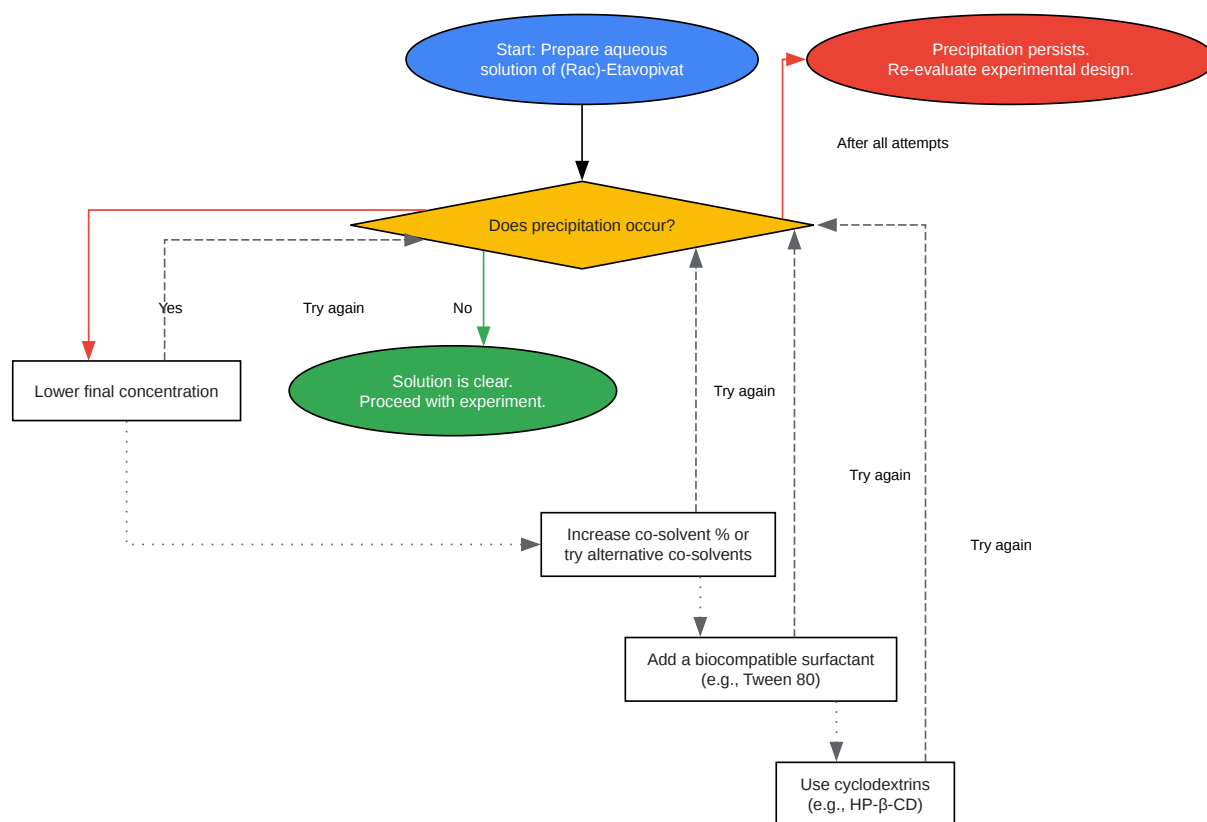 Start: Prepare aqueous
solution of (Rac)-Etavopivat
Precipitation persists.
Re-evaluate experimental design.
After all attempts
Does precipitation occur?
Yes
Try again
No
Lower final concentration
Solution is clear.
Proceed with experiment.
Try again
Try again
Increase co-solvent % or
try alternative co-solvents
Try again
Add a biocompatible surfactant
(e.g., Tween 80)
Use cyclodextrins
(e.g., HP-β-CD)